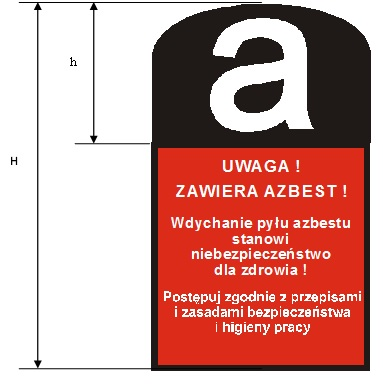 a
h
H
UWAGA !
ZAWIERA AZBEST !
Wdychanie pyłu azbestu
stanowi
niebezpieczeństwo
dla zdrowia !
Postępuj zgodnie z przepisami
i zasadami bezpieczeństwa
i higieny pracy